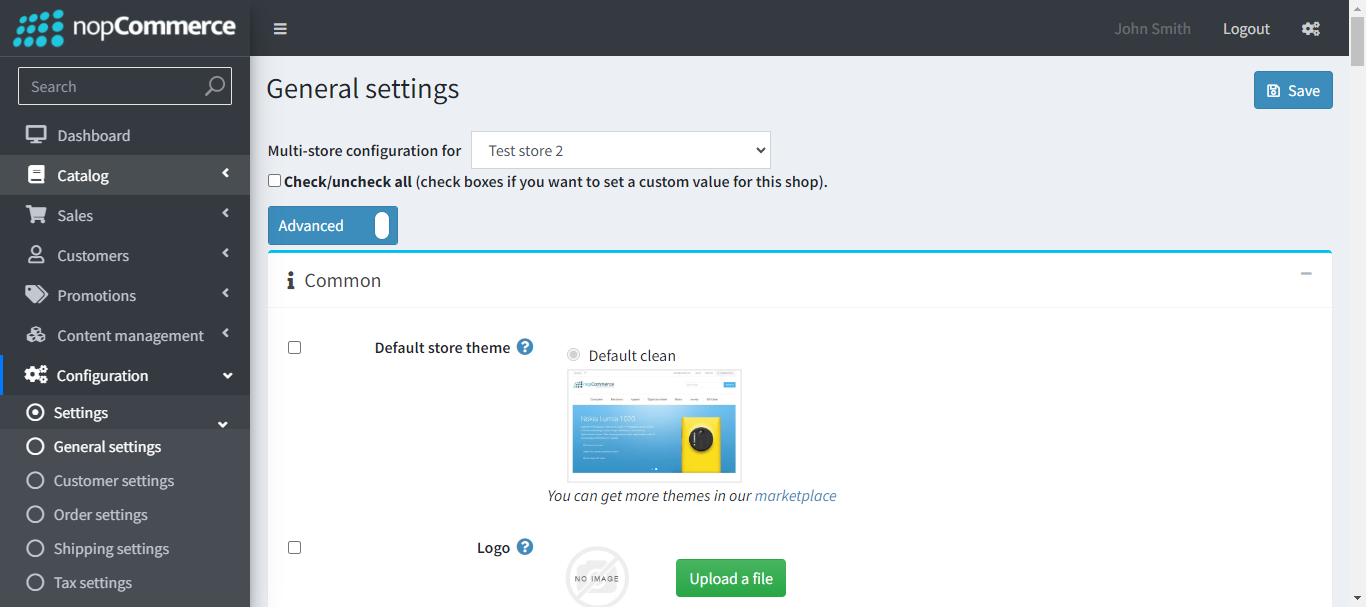 nopCommerce
John Smith
Logout
Search
General settings
Save
Dashboard
Multi-store configuration for
Test store 2
Catalog
Check/uncheck all (check boxes if you want to set a custom value for this shop).
Sales
Advanced
Customers
Common
Promotions
Content management
Default store theme
Default clean
Configuration
nopCommerce
Settings
Nokia Lumia 1020
General settings
Customer settings
You can get more themes in our marketplace
Order settings
Shipping settings
Logo
NO IMAGE
Upload a file
Tax settings